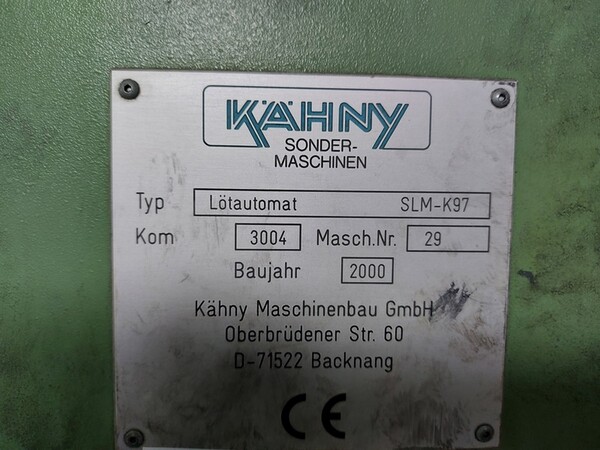 KÄHNY
SONDER-
MASCHINEN
Typ Lötautomat SLM-K97
Kom 3004 Masch.Nr. 29
Baujahr 2000
Kähny Maschinenbau GmbH
Oberbrüdener Str. 60
D-71522 Backnang
CE